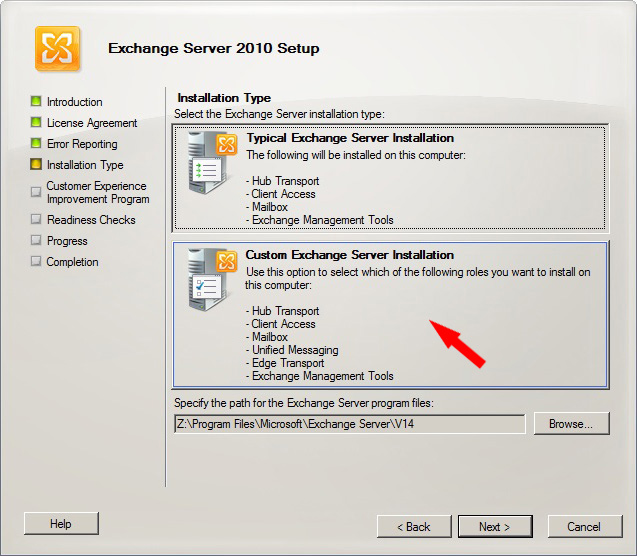 Exchange Server 2010 Setup
Introduction
License Agreement
Error Reporting
Installation Type
Customer Experience
Improvement Program
Readiness Checks
Progress
Completion
Installation Type
Select the Exchange Server installation type:
Typical Exchange Server Installation
The following will be installed on this computer:
- Hub Transport
- Client Access
- Mailbox
- Exchange Management Tools
Custom Exchange Server Installation
Use this option to select which of the following roles you want to install on
this computer:
- Hub Transport
- Client Access
- Mailbox
- Unified Messaging
- Edge Transport
- Exchange Management Tools
Specify the path for the Exchange Server program files:
Z:\Program Files\Microsoft\Exchange Server\V14
Browse...
Help
< Back
Next >
Cancel